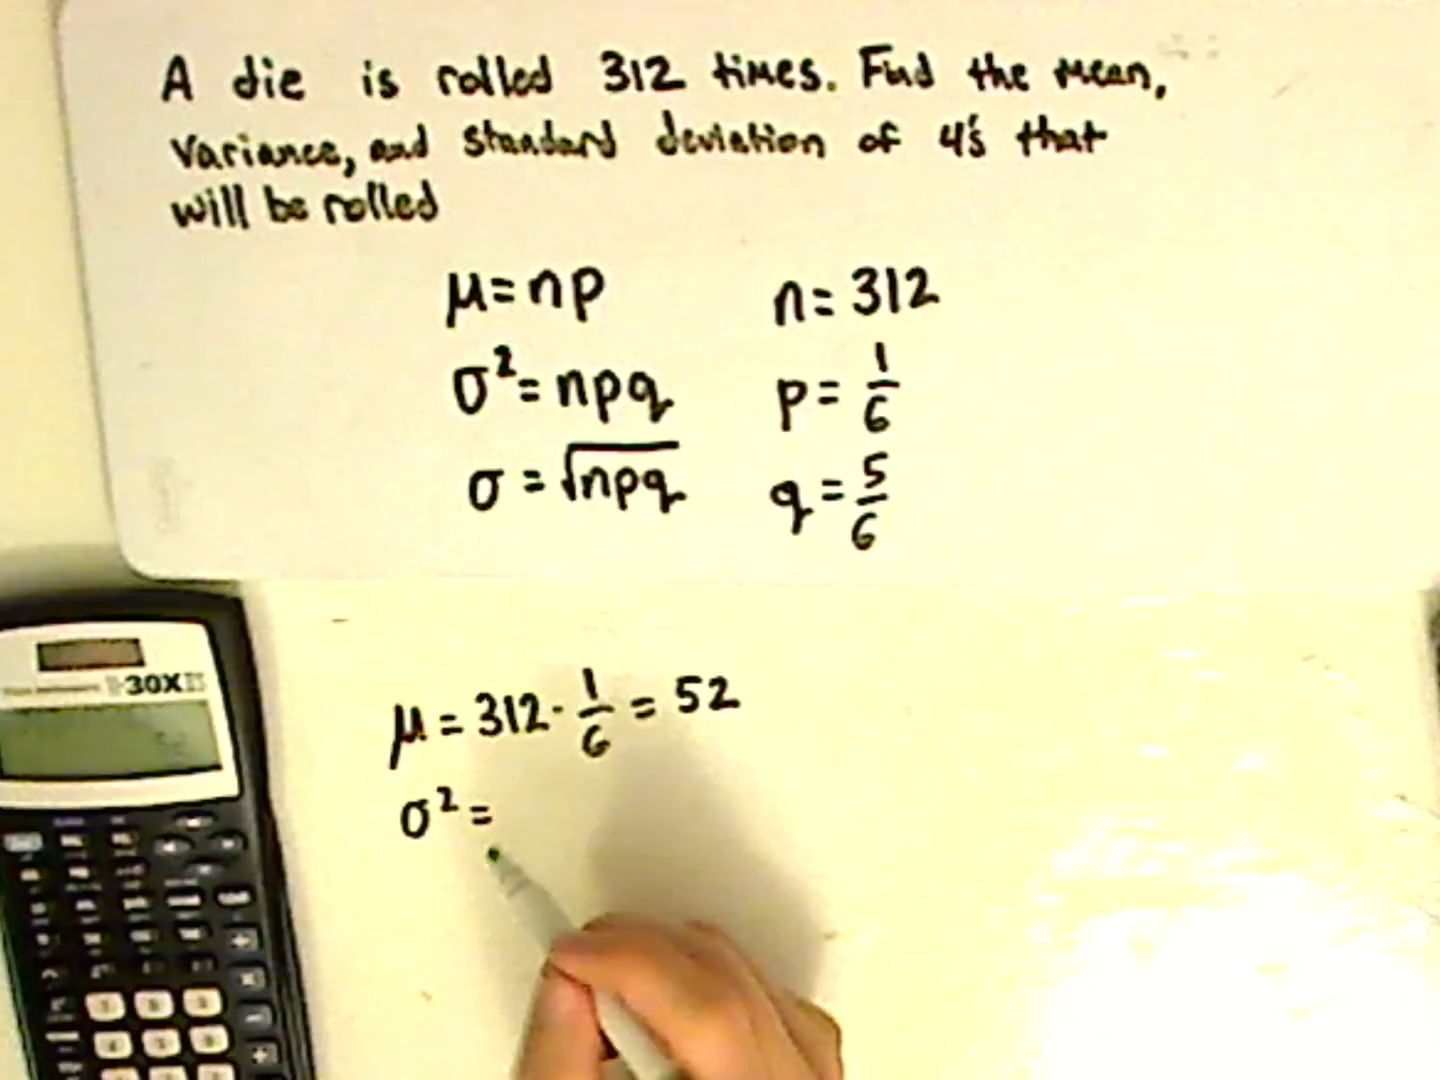 A die is rolled 312 times. Find the mean,
variance, and standard deviation of 4's that
will be rolled
μ = np
n = 312
σ² = npq
p = 1/6
σ = √npq
q = 5/6
30X
μ = 312 · 1/6 = 52
σ² =